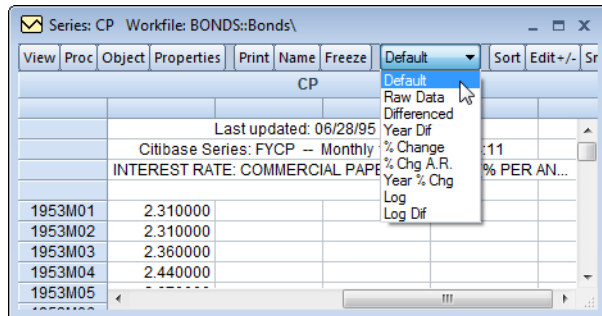 Series: CP Workfile: BONDS::Bonds\
View Proc Object Properties Print Name Freeze Default Sort Edit+/-
CP
Default
Raw Data
Differenced
Year Dif
% Change
% Chg A.R.
Year % Chg
Log
Log Dif
Last updated: 06/28/95
Citibase Series: FYCP -- Monthly :11
INTEREST RATE: COMMERCIAL % PER AN...
1953M01 2.310000
1953M02 2.310000
1953M03 2.360000
1953M04 2.440000
1953M05